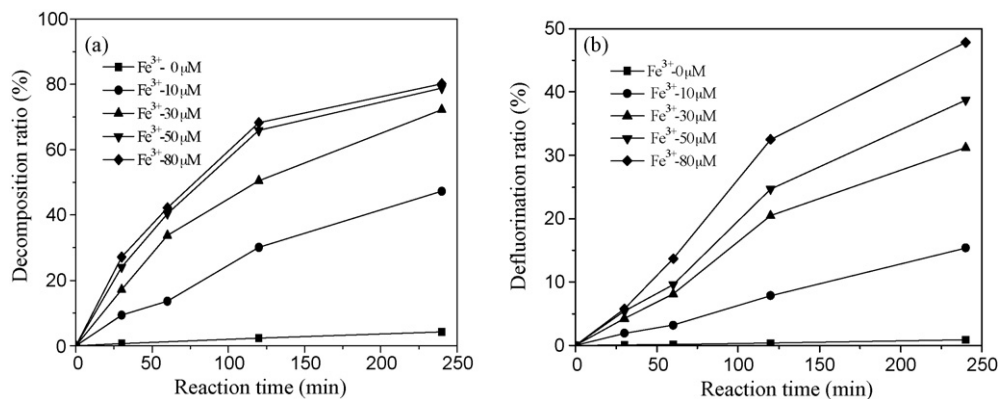 (a)
Fe³⁺- 0μM
Fe³⁺-10μM
Fe³⁺-30μM
Fe³⁺-50μM
Fe³⁺-80μM
Decomposition ratio (%)
100
80
60
40
20
0
0 50 100 150 200 250
Reaction time (min)
(b)
Fe³⁺-0μM
Fe³⁺-10μM
Fe³⁺-30μM
Fe³⁺-50μM
Fe³⁺-80μM
Defluorination ratio (%)
50
40
30
20
10
0
0 50 100 150 200 250
Reaction time (min)